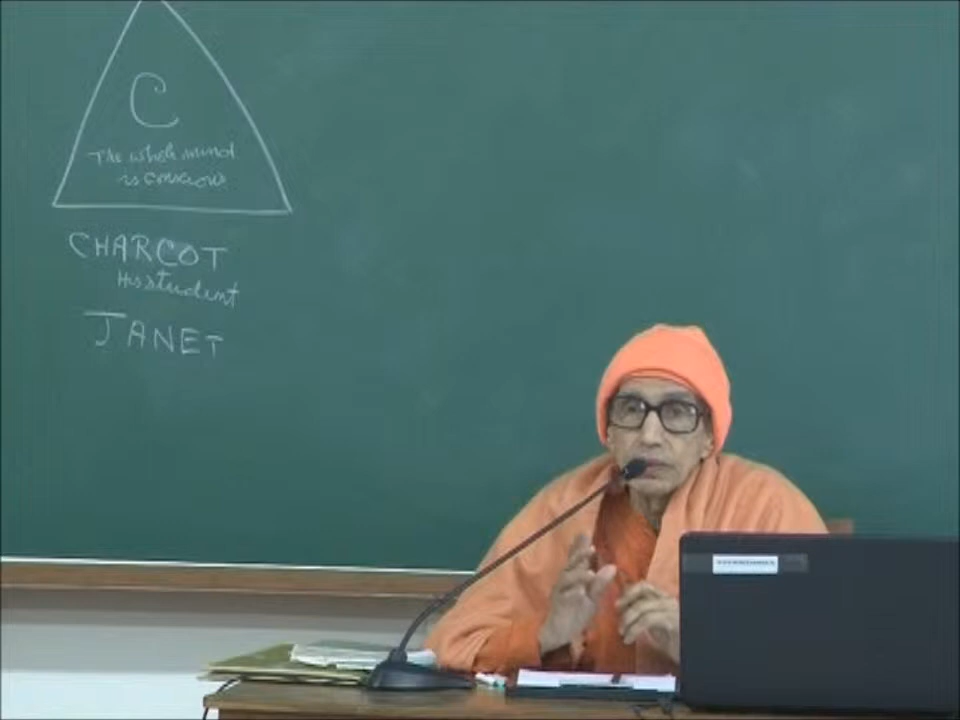 C
The whole mind
is conscious
CHARCOT
His student
JANET